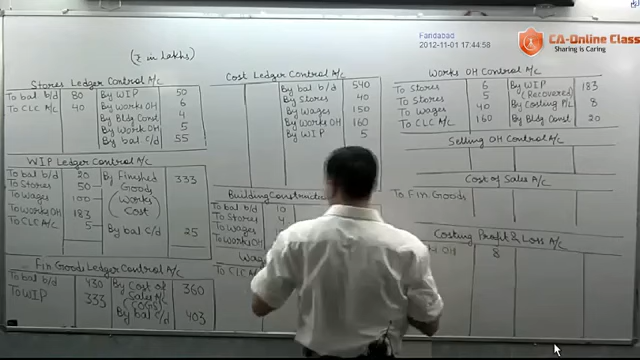 Faridabad
2012-11-01 17:44:58
CA-Online Class
Sharing is Caring
(₹ in Lakhs)
Stores Ledger Control A/c
To bal b/d 80 By WIP 50
To CLC A/c 40 By Works OH 6
By Bldg Const 4
By Works OH 5
By bal c/d 55
WIP Ledger Control A/c
To bal b/d 20 By Finished 333
To Stores 50 Goods
To Wages 100 (Works
To Works OH 183 Cost)
To CLC A/c 5 By bal c/d 25
Fin Goods Ledger Control A/c
To bal b/d 430 By Cost of 360
To WIP 333 Sales A/c
(COGS)
By bal c/d 403
Cost Ledger Control A/c
By bal b/d 540
By Stores 40
By Wages 150
By Works OH 160
By WIP 5
Building Construc
To bal b/d 10
To Stores 4
To Wages
To Works OH
Wag
To CLC A/c
Works OH Control A/c
To Stores 6 By WIP 183
To Stores 5 (Recovered)
To Wages 40 By Costing P/L 8
To CLC A/c 160 By Bldg Const 20
Selling OH Control A/c
Cost of Sales A/c
To Fin Goods
Costing Profit & Loss A/c
OH 8